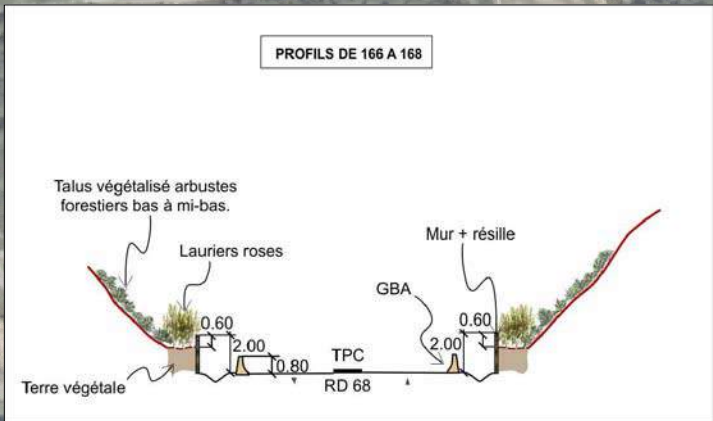 PROFILS DE 166 A 168
Talus végétalisé arbustes
forestiers bas à mi-bas.
Lauriers roses
Mur + résille
GBA
0.60
0.60
2.00
2.00
0.80
TPC
RD 68
Terre végétale